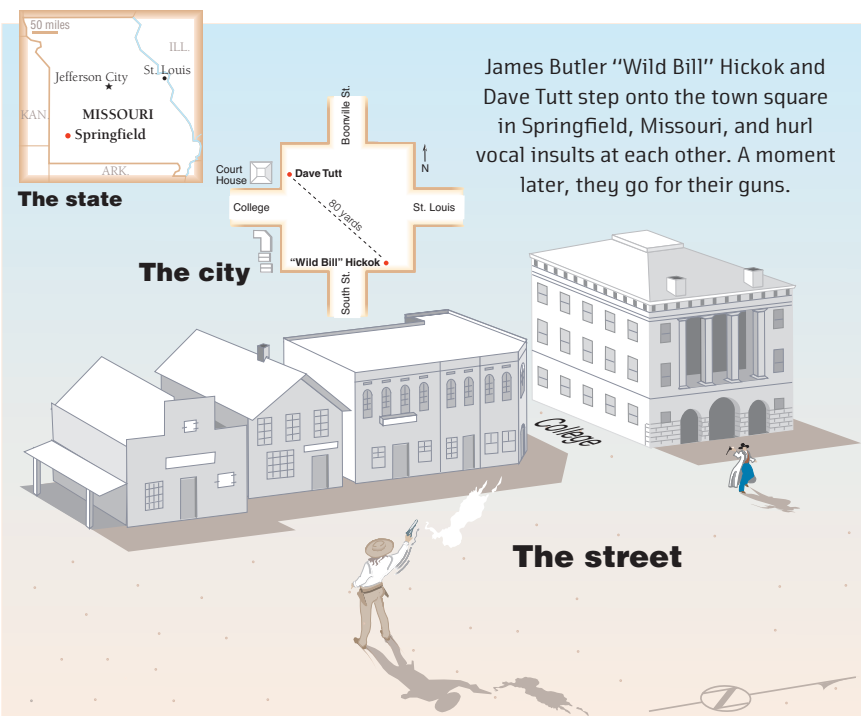 50 miles
ILL.
Jefferson City
St. Louis
KAN.
MISSOURI
Springfield
ARK.
The state
James Butler “Wild Bill” Hickok and
Dave Tutt step onto the town square
in Springfield, Missouri, and hurl
vocal insults at each other. A moment
later, they go for their guns.
Boonville St.
Court
House
Dave Tutt
N
College
80 yards
St. Louis
“Wild Bill” Hickok
South St.
The city
College
The street
N